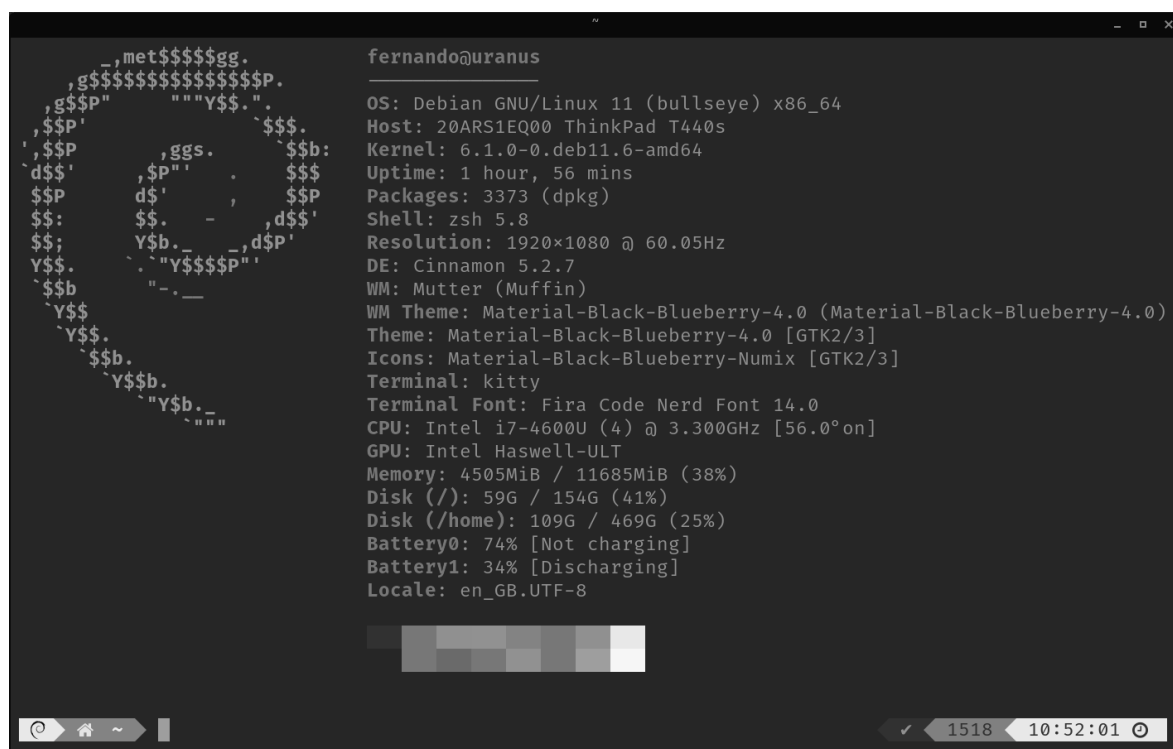 ~
_,met$$$$$gg.
,g$$$$$$$$$$$$$$$P.
,g$$P"     """Y$$.".
,$$P'              `$$$.
',$$P       ,ggs.     `$$b:
`d$$'     ,$P"'   .    $$$
$$P      d$'     ,    $$P
$$:      $$.   -    ,d$$'
$$;      Y$b._   _,d$P'
Y$$.    `.`"Y$$$$P"'
`$$b      "-.__
`Y$$
`Y$$.
`$$b.
`Y$$b.
`"Y$b._
`"""
fernando@uranus
OS: Debian GNU/Linux 11 (bullseye) x86_64
Host: 20ARS1EQ00 ThinkPad T440s
Kernel: 6.1.0-0.deb11.6-amd64
Uptime: 1 hour, 56 mins
Packages: 3373 (dpkg)
Shell: zsh 5.8
Resolution: 1920×1080 @ 60.05Hz
DE: Cinnamon 5.2.7
WM: Mutter (Muffin)
WM Theme: Material-Black-Blueberry-4.0 (Material-Black-Blueberry-4.0)
Theme: Material-Black-Blueberry-4.0 [GTK2/3]
Icons: Material-Black-Blueberry-Numix [GTK2/3]
Terminal: kitty
Terminal Font: Fira Code Nerd Font 14.0
CPU: Intel i7-4600U (4) @ 3.300GHz [56.0°on]
GPU: Intel Haswell-ULT
Memory: 4505MiB / 11685MiB (38%)
Disk (/): 59G / 154G (41%)
Disk (/home): 109G / 469G (25%)
Battery0: 74% [Not charging]
Battery1: 34% [Discharging]
Locale: en_GB.UTF-8
~ ✔ 1518 10:52:01